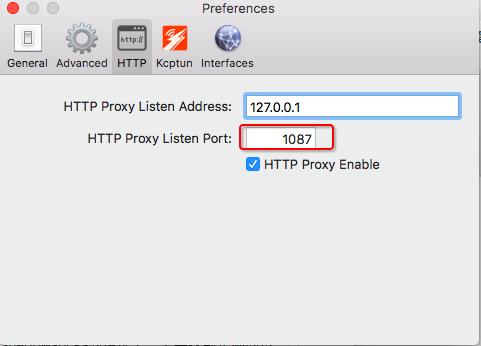 Preferences
General Advanced HTTP Kcptun Interfaces
http://
HTTP Proxy Listen Address: 127.0.0.1
HTTP Proxy Listen Port: 1087
HTTP Proxy Enable